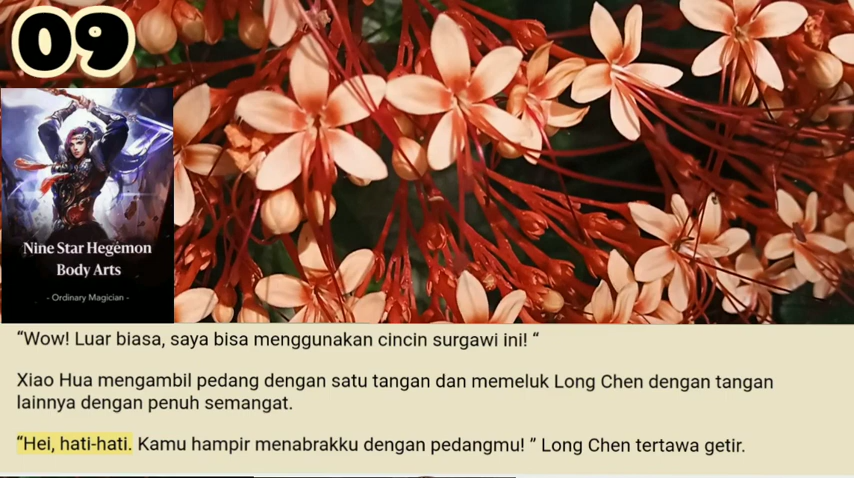 09
Nine Star Hegemon
Body Arts
- Ordinary Magician -
“Wow! Luar biasa, saya bisa menggunakan cincin surgawi ini! “
Xiao Hua mengambil pedang dengan satu tangan dan memeluk Long Chen dengan tangan
lainnya dengan penuh semangat.
“Hei, hati-hati. Kamu hampir menabrakku dengan pedangmu! ” Long Chen tertawa getir.